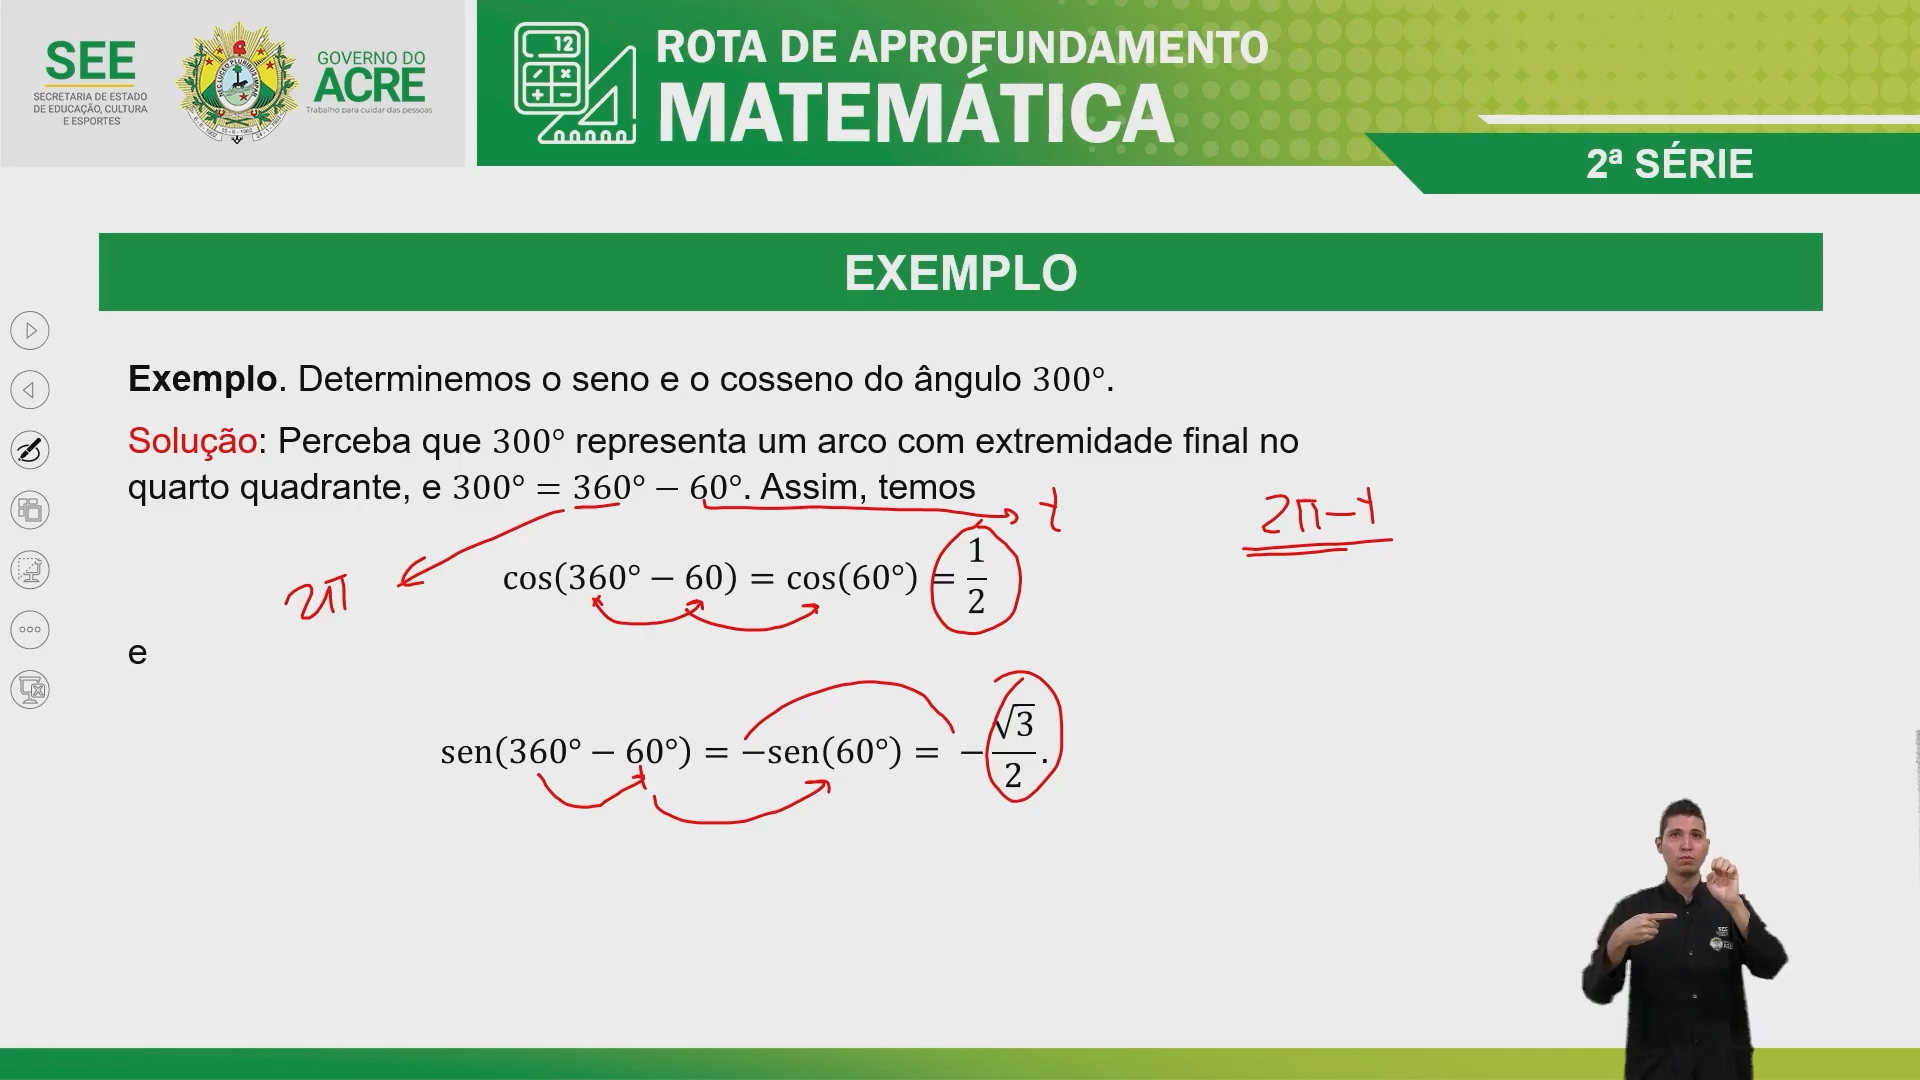 SEE
SECRETARIA DE ESTADO
DE EDUCAÇÃO, CULTURA
E ESPORTES
GOVERNO DO
ACRE
Trabalho para cuidar das pessoas
12
ROTA DE APROFUNDAMENTO
MATEMÁTICA
2ª SÉRIE
EXEMPLO
Exemplo. Determinemos o seno e o cosseno do ângulo 300°.
Solução: Perceba que 300° representa um arco com extremidade final no
quarto quadrante, e 300° = 360° − 60°. Assim, temos
t
2π−t
cos(360° − 60) = cos(60°) = 1/2
2π
e
sen(360° − 60°) = −sen(60°) = −√3/2.